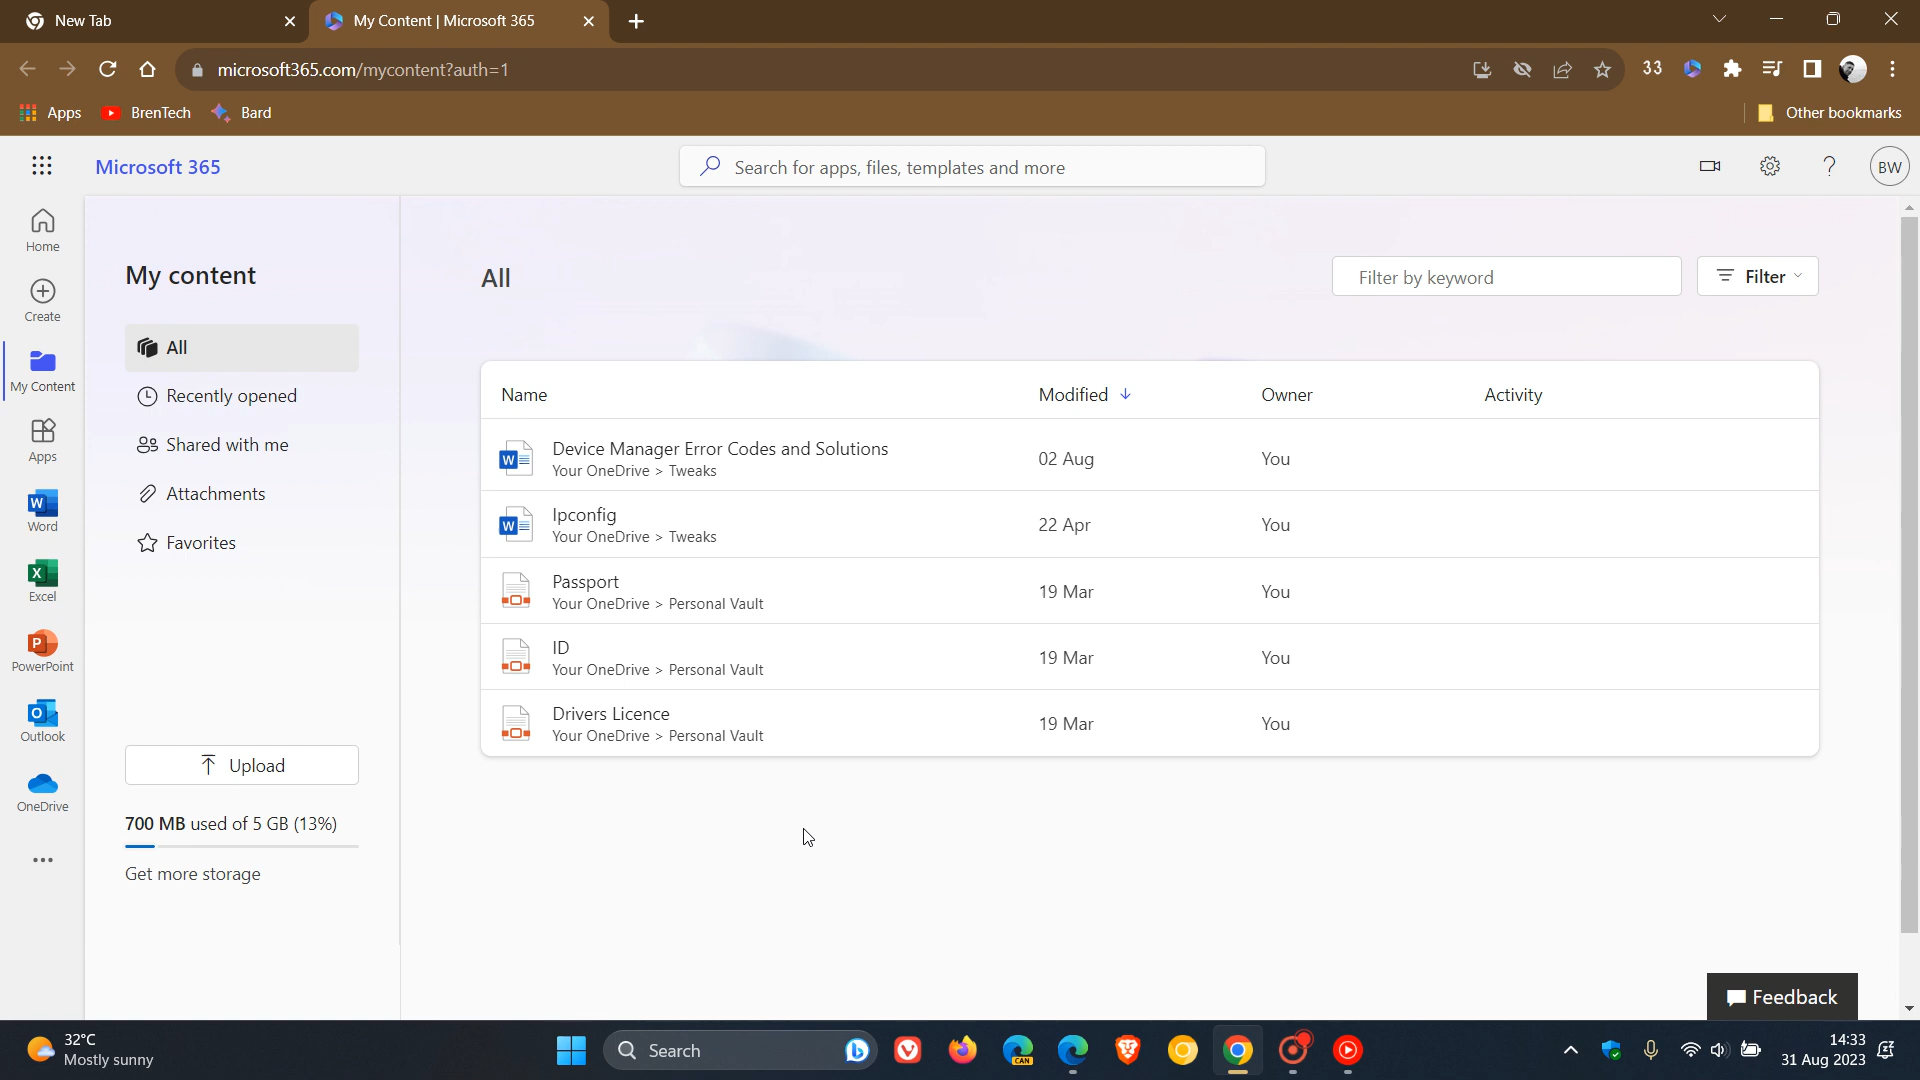 New Tab
My Content | Microsoft 365
microsoft365.com/mycontent?auth=1
33
Apps
BrenTech
Bard
Other bookmarks
Microsoft 365
Search for apps, files, templates and more
BW
Home
Create
My Content
Apps
Word
Excel
PowerPoint
Outlook
OneDrive
My content
All
Recently opened
Shared with me
Attachments
Favorites
Upload
700 MB used of 5 GB (13%)
Get more storage
All
Filter by keyword
Filter
Name Modified Owner Activity
Device Manager Error Codes and Solutions
Your OneDrive > Tweaks
02 Aug You
Ipconfig
Your OneDrive > Tweaks
22 Apr You
Passport
Your OneDrive > Personal Vault
19 Mar You
ID
Your OneDrive > Personal Vault
19 Mar You
Drivers Licence
Your OneDrive > Personal Vault
19 Mar You
Feedback
32°C
Mostly sunny
Search
CAN
14:33
31 Aug 2023